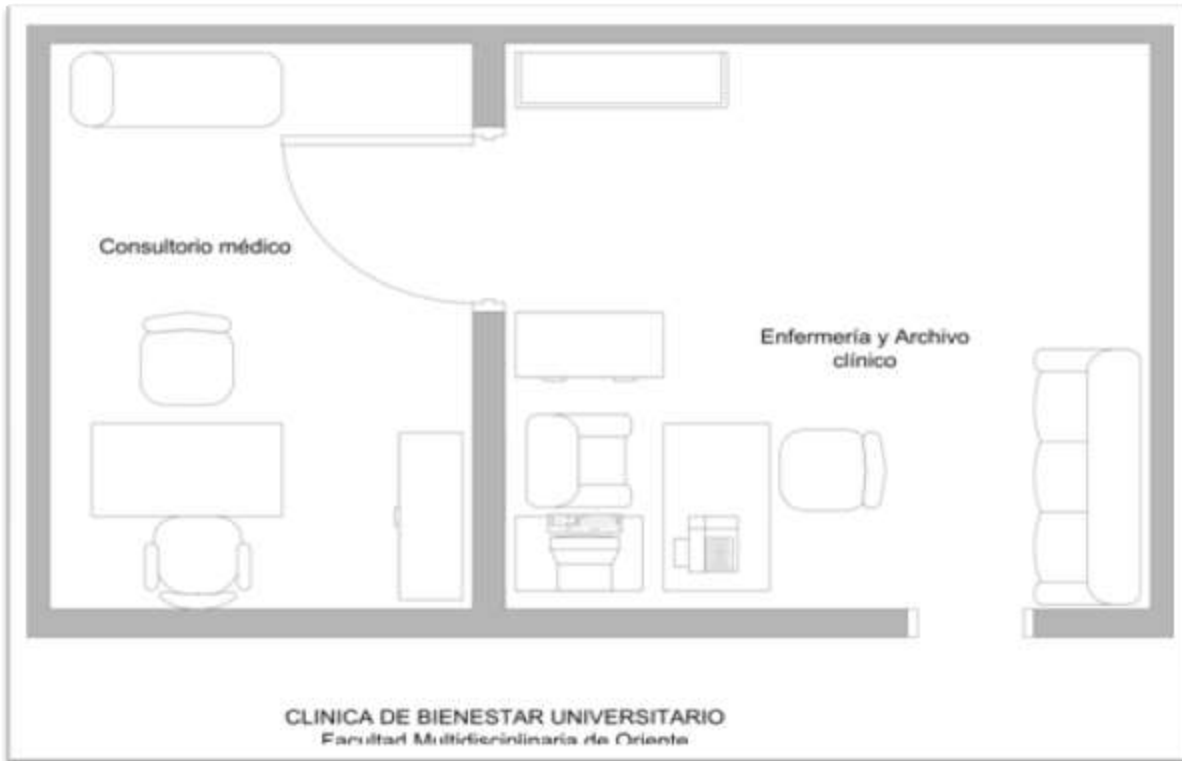 Consultorio médico
Enfermería y Archivo
clínico
CLINICA DE BIENESTAR UNIVERSITARIO
Facultad Multidisciplinaria de Oriente